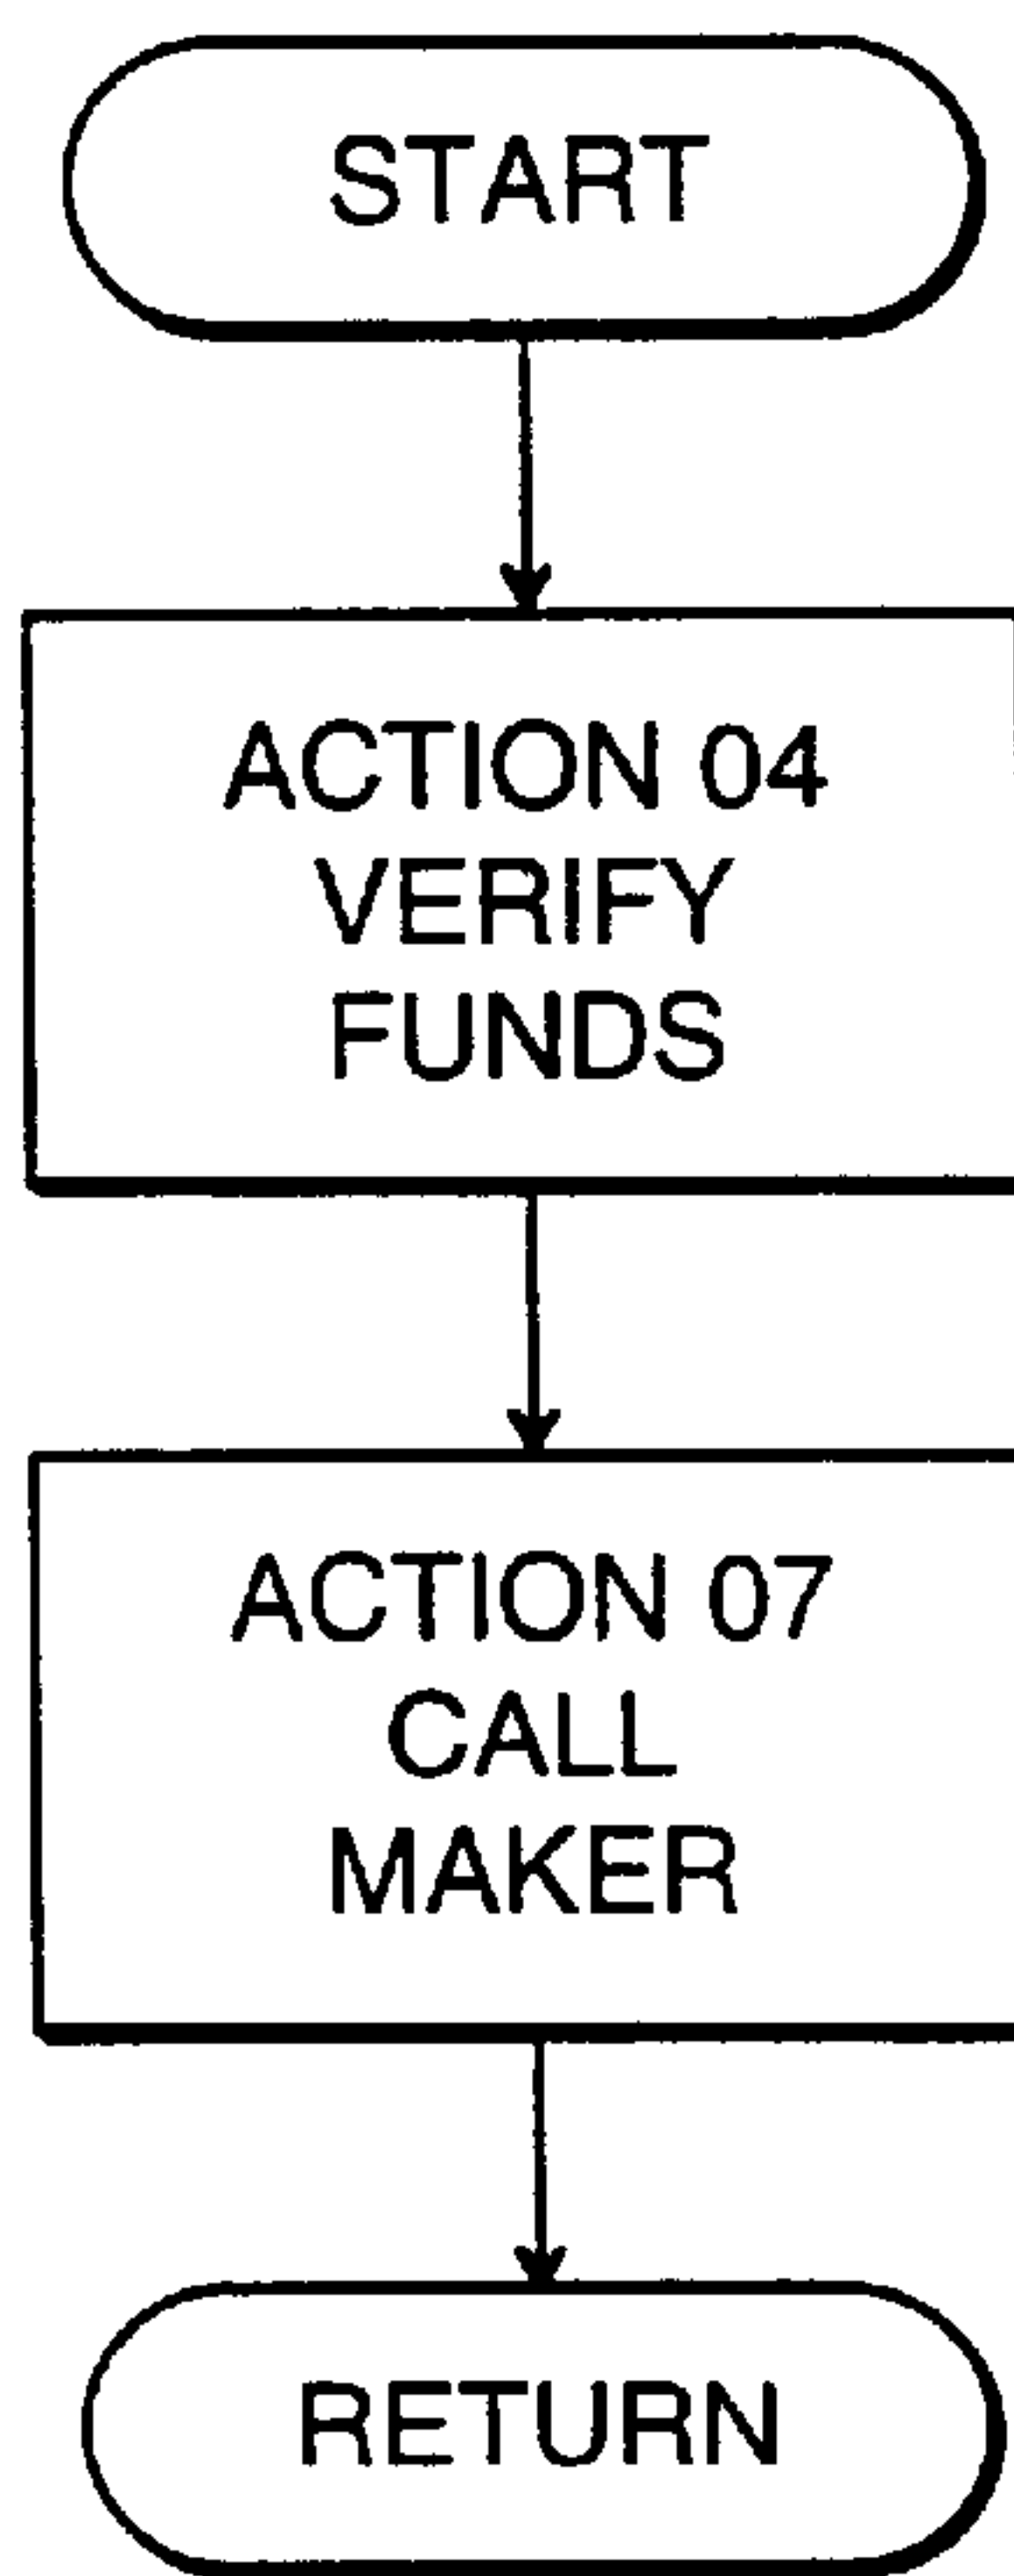 START
ACTION 04
VERIFY
FUNDS
ACTION 07
CALL
MAKER
RETURN